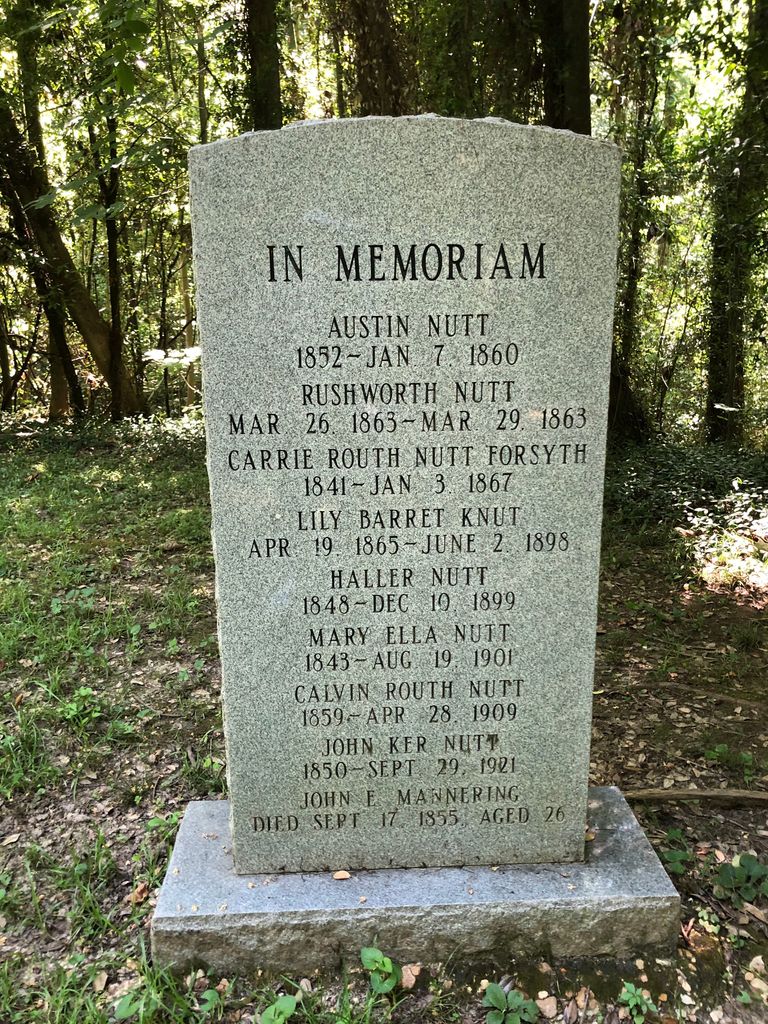 IN MEMORIAM
AUSTIN NUTT
1852~JAN 7, 1860
RUSHWORTH NUTT
MAR. 26, 1863~MAR. 29, 1863
CARRIE ROUTH NUTT FORSYTH
1841~JAN 3, 1867
LILY BARRET KNUT
APR. 19, 1865~JUNE 2, 1898
HALLER NUTT
1848~DEC 10, 1899
MARY ELLA NUTT
1843~AUG 19, 1901
CALVIN ROUTH NUTT
1859~APR 28, 1909
JOHN KER NUTT
1850~SEPT 29, 1921
JOHN E. MANNERING
DIED SEPT 17, 1855, AGED 26